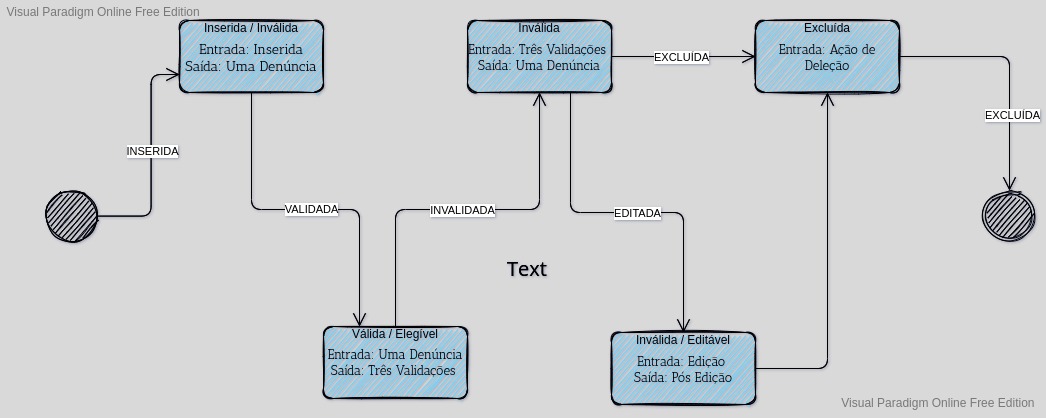 Visual Paradigm Online Free Edition
Inserida / Inválida
Entrada: Inserida
Saída: Uma Denúncia
Inválida
Entrada: Três Validações
Saída: Uma Denúncia
EXCLUÍDA
Excluída
Entrada: Ação de
Deleção
EXCLUÍDA
INSERIDA
VALIDADA
INVALIDADA
EDITADA
Text
Válida / Elegível
Entrada: Uma Denúncia
Saída: Três Validações
Inválida / Editável
Entrada: Edição
Saída: Pós Edição
Visual Paradigm Online Free Edition